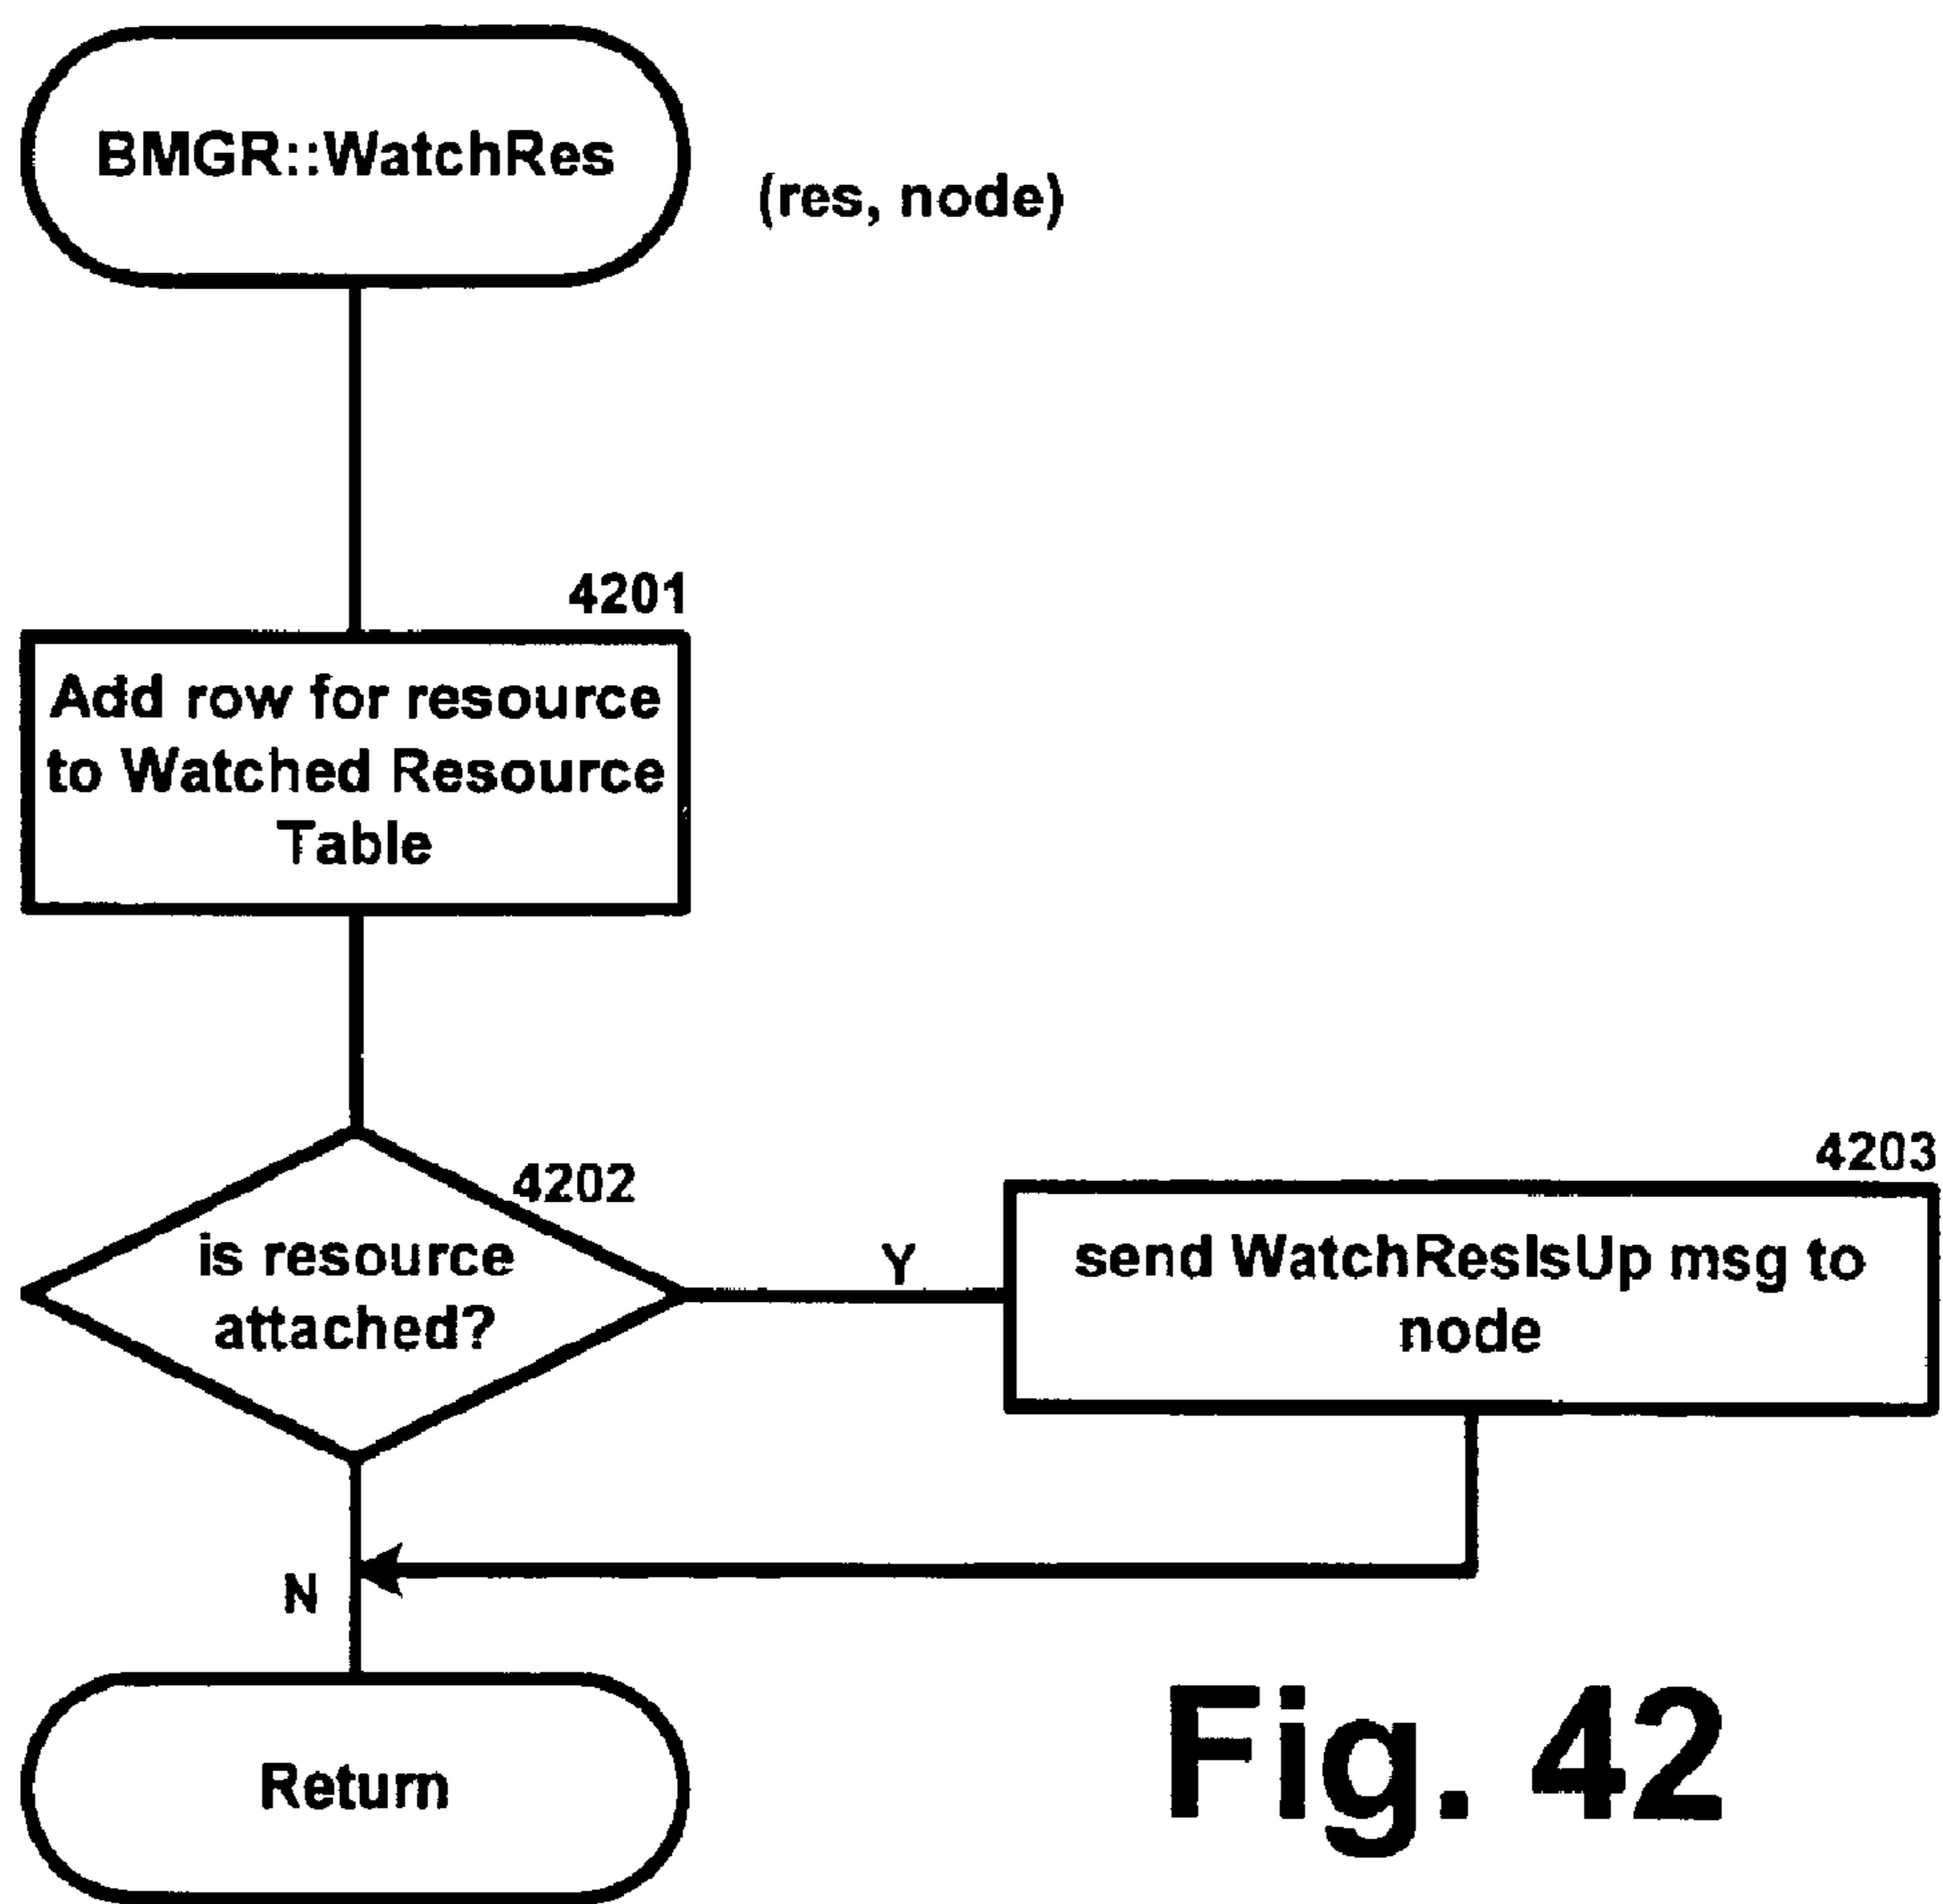 BMGR::WatchRes
(res, node)
4201
Add row for resource
to Watched Resource
Table
4202
is resource
attached?
Y
4203
send WatchResIsUp msg to
node
N
Return
Fig. 42